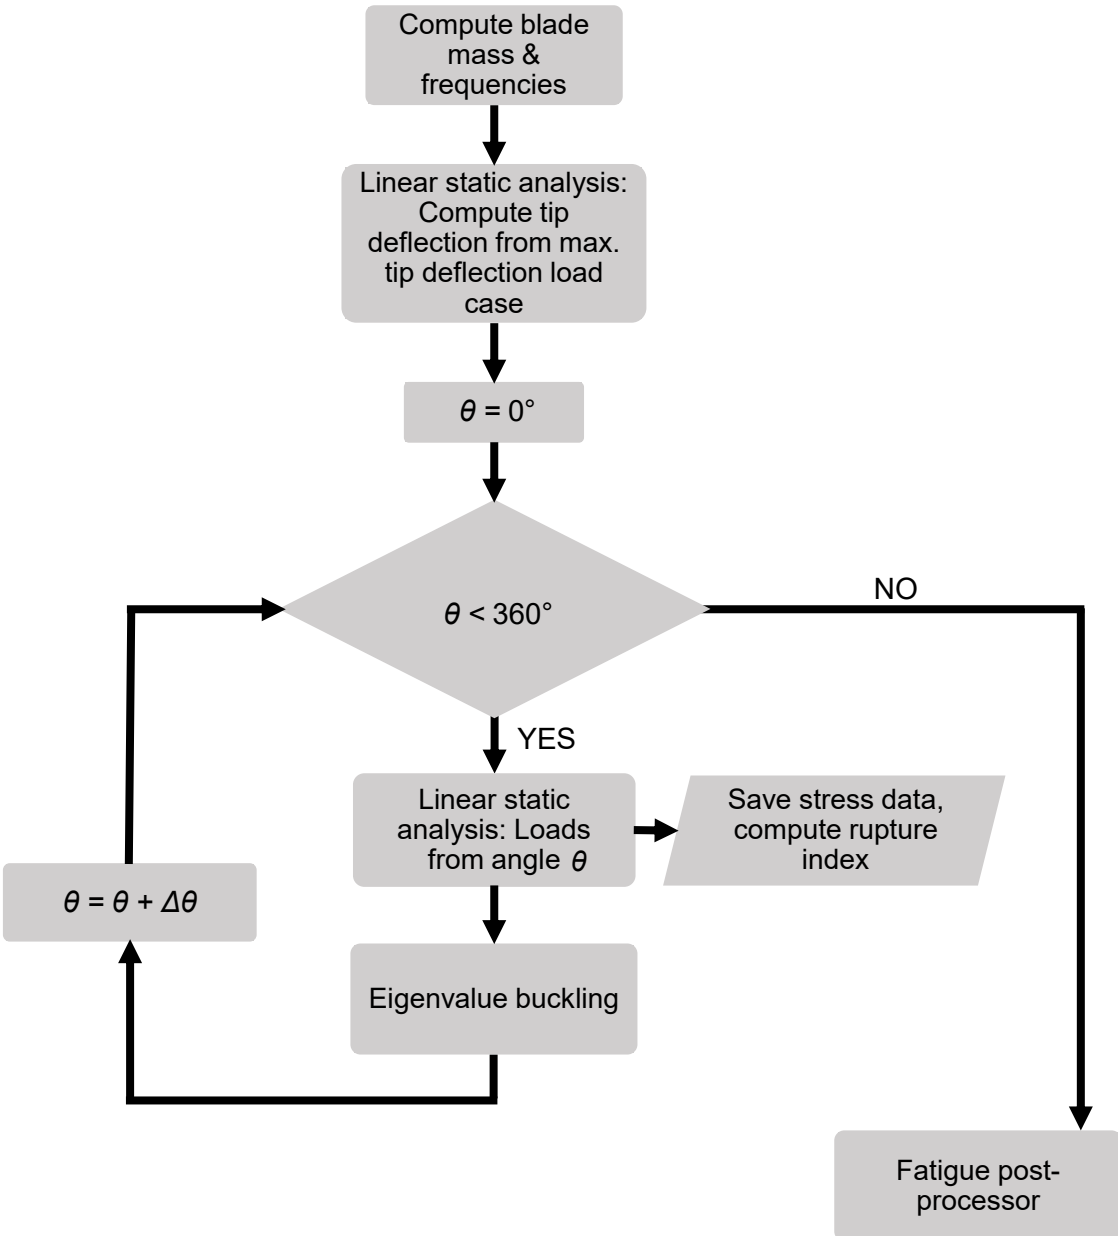 Compute blade
mass &
frequencies
Linear static analysis:
Compute tip
deflection from max.
tip deflection load
case
θ = 0°
θ < 360°
NO
YES
Linear static
analysis: Loads
from angle θ
Save stress data,
compute rupture
index
θ = θ + Δθ
Eigenvalue buckling
Fatigue post-
processor